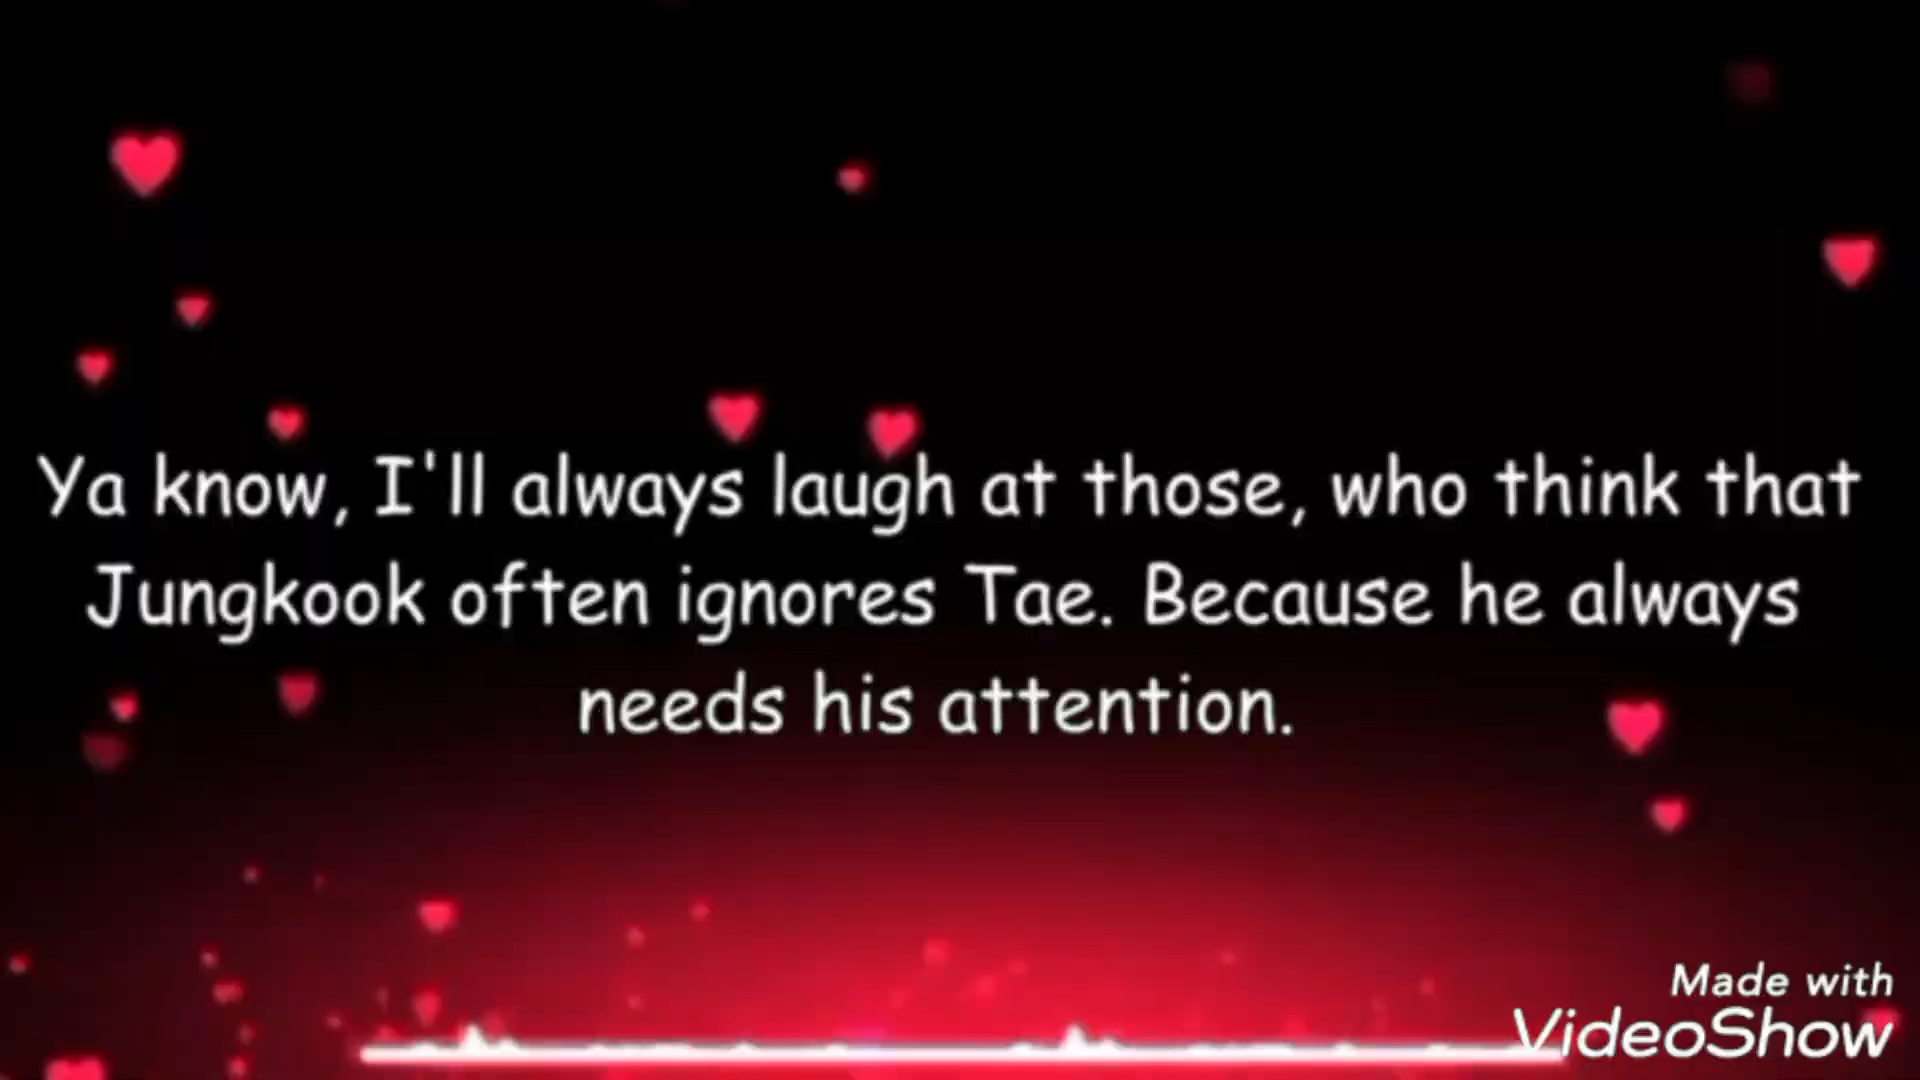 Ya know, I'll always laugh at those, who think that
Jungkook often ignores Tae. Because he always
needs his attention.
Made with
VideoShow